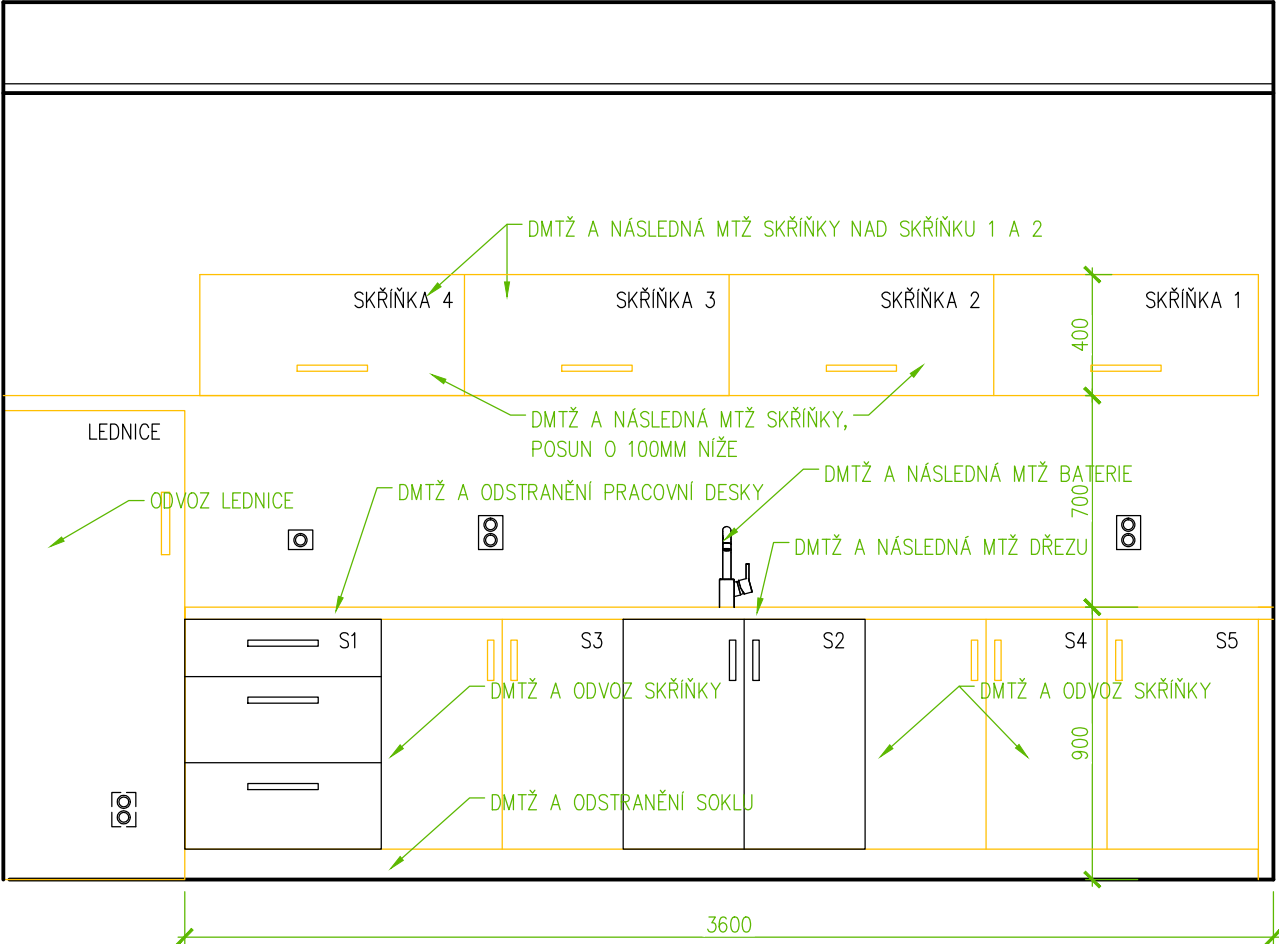 DMTŽ A NÁSLEDNÁ MTŽ SKŘÍŇKY NAD SKŘÍŇKU 1 A 2
SKŘÍŇKA 4
SKŘÍŇKA 3
SKŘÍŇKA 2
SKŘÍŇKA 1
400
DMTŽ A NÁSLEDNÁ MTŽ SKŘÍŇKY,
POSUN O 100MM NÍŽE
LEDNICE
DMTŽ A NÁSLEDNÁ MTŽ BATERIE
ODVOZ LEDNICE
DMTŽ A ODSTRANĚNÍ PRACOVNÍ DESKY
700
DMTŽ A NÁSLEDNÁ MTŽ DŘEZU
S1
S3
S2
S4
S5
DMTŽ A ODVOZ SKŘÍŇKY
DMTŽ A ODVOZ SKŘÍŇKY
900
DMTŽ A ODSTRANĚNÍ SOKLU
3600